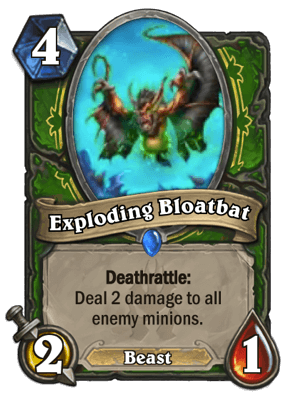 4
Exploding Bloatbat
Deathrattle:
Deal 2 damage to all
enemy minions.
2
Beast
1